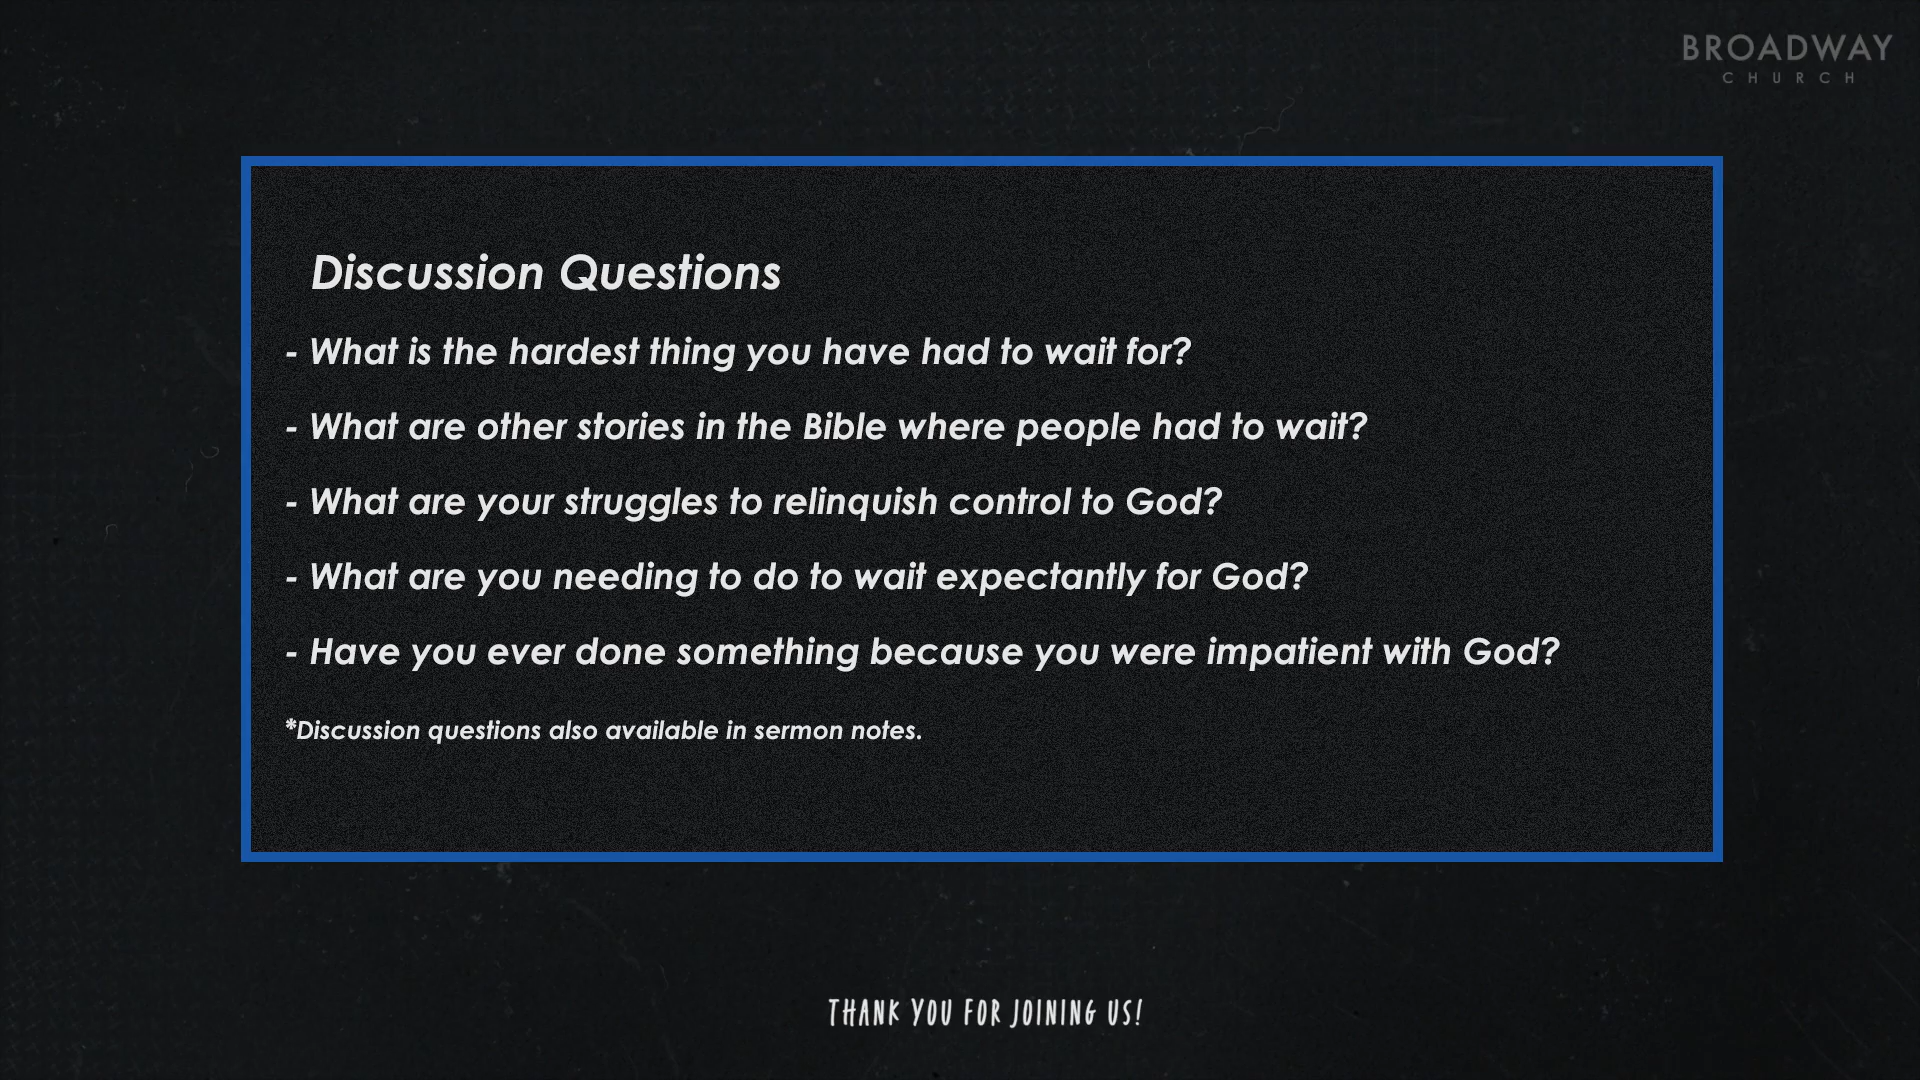 BROADWAY
CHURCH
Discussion Questions
- What is the hardest thing you have had to wait for?
- What are other stories in the Bible where people had to wait?
- What are your struggles to relinquish control to God?
- What are you needing to do to wait expectantly for God?
- Have you ever done something because you were impatient with God?
*Discussion questions also available in sermon notes.
THANK YOU FOR JOINING US!